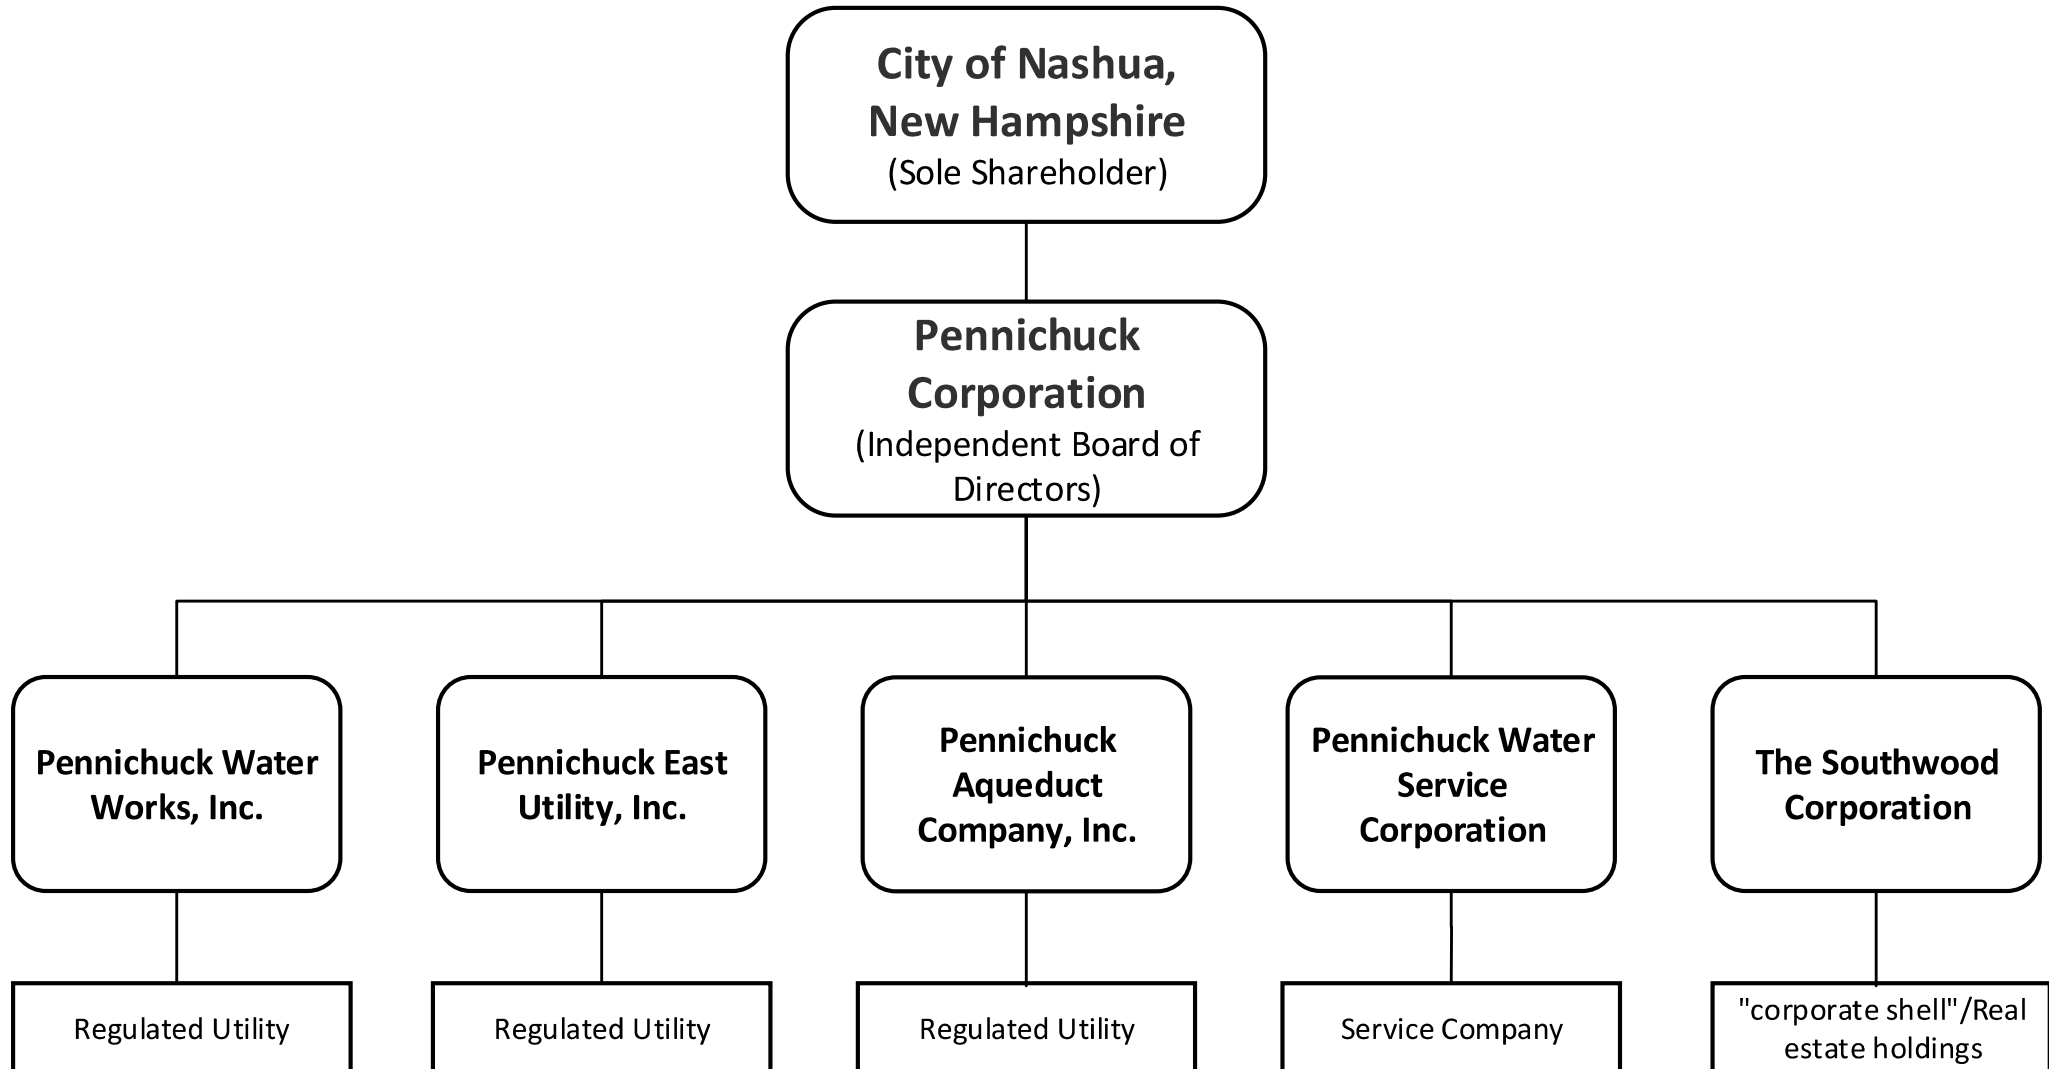 City of Nashua,
New Hampshire
(Sole Shareholder)
Pennichuck
Corporation
(Independent Board of
Directors)
Pennichuck Water
Works, Inc.
Pennichuck East
Utility, Inc.
Pennichuck
Aqueduct
Company, Inc.
Pennichuck Water
Service
Corporation
The Southwood
Corporation
Regulated Utility
Regulated Utility
Regulated Utility
Service Company
"corporate shell"/Real
estate holdings